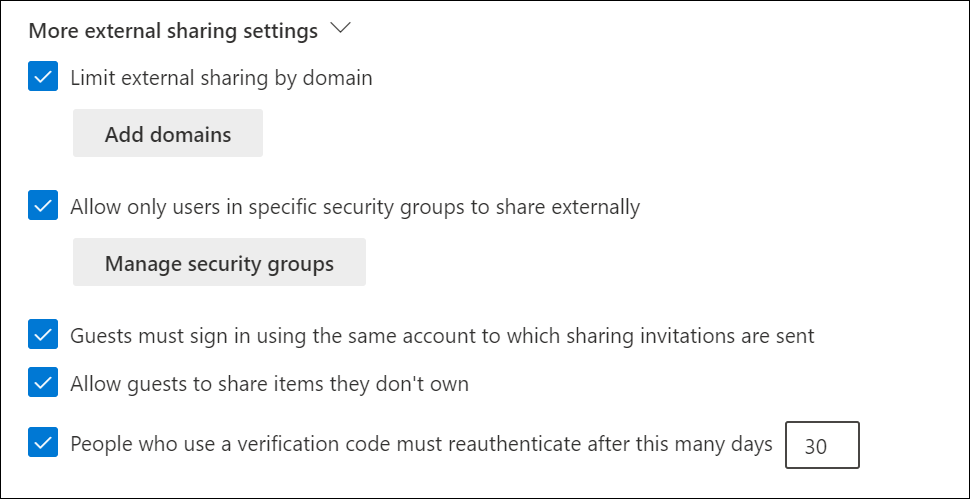 More external sharing settings
Limit external sharing by domain
Add domains
Allow only users in specific security groups to share externally
Manage security groups
Guests must sign in using the same account to which sharing invitations are sent
Allow guests to share items they don't own
People who use a verification code must reauthenticate after this many days 30